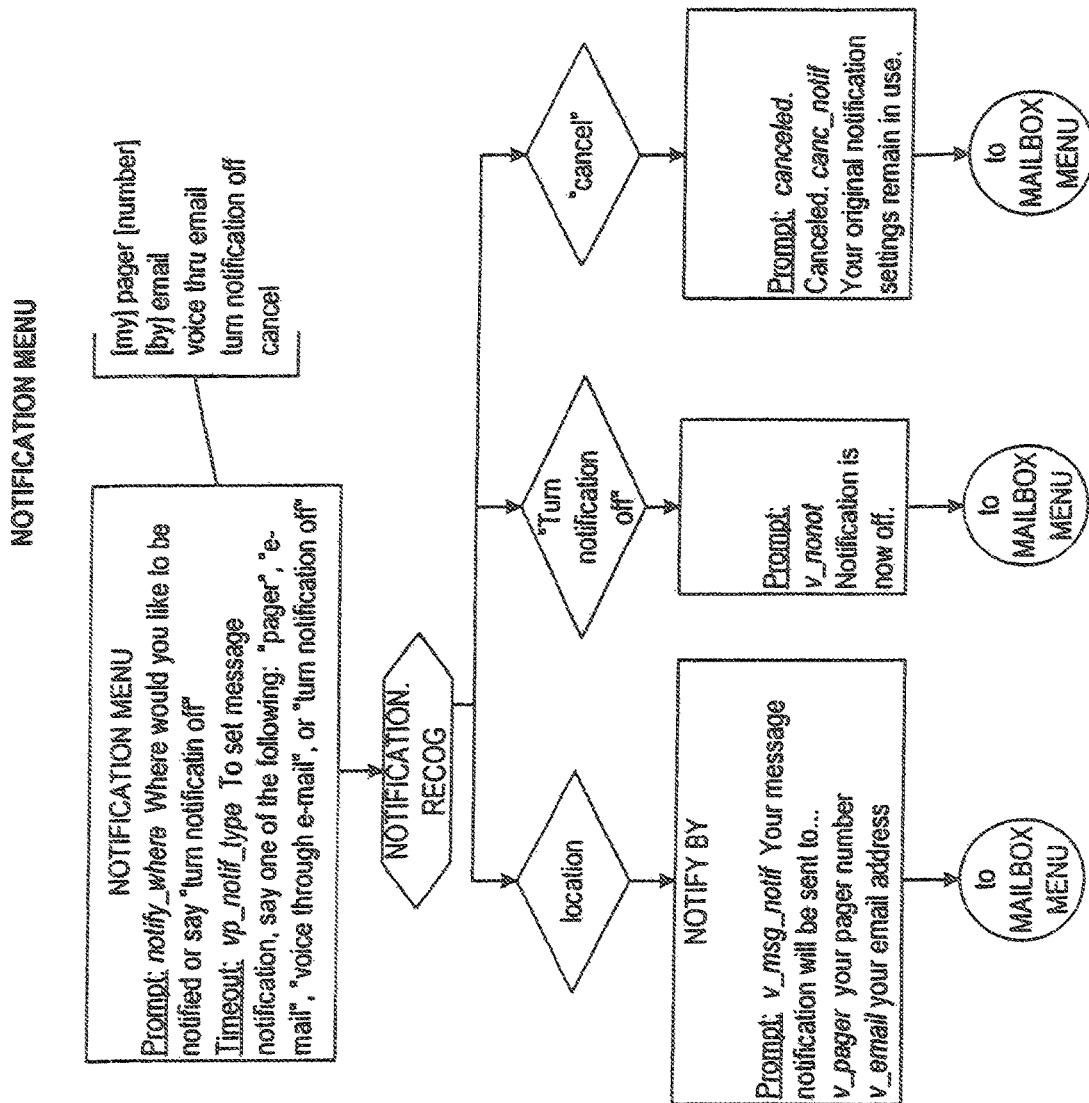 NOTIFICATION MENU
NOTIFICATION MENU
Prompt: notify_where Where would you like to be
notified or say "turn notificatin off"
Timeout: vp_notif_type To set message
notification, say one of the following: "pager", "e-
mail", "voice through e-mail", or "turn notification off"
[my] pager [number]
[by] email
voice thru email
turn notification off
cancel
NOTIFICATION.
RECOG
location
"Turn
notification
off"
"cancel"
NOTIFY BY
Prompt: v_msg_notif Your message
notification will be sent to...
v_pager your pager number
v_email your email address
Prompt:
v_nonot
Notification is
now off.
Prompt: canceled.
Canceled. canc_notif
Your original notification
settings remain in use.
to
MAILBOX
MENU
to
MAILBOX
MENU
to
MAILBOX
MENU